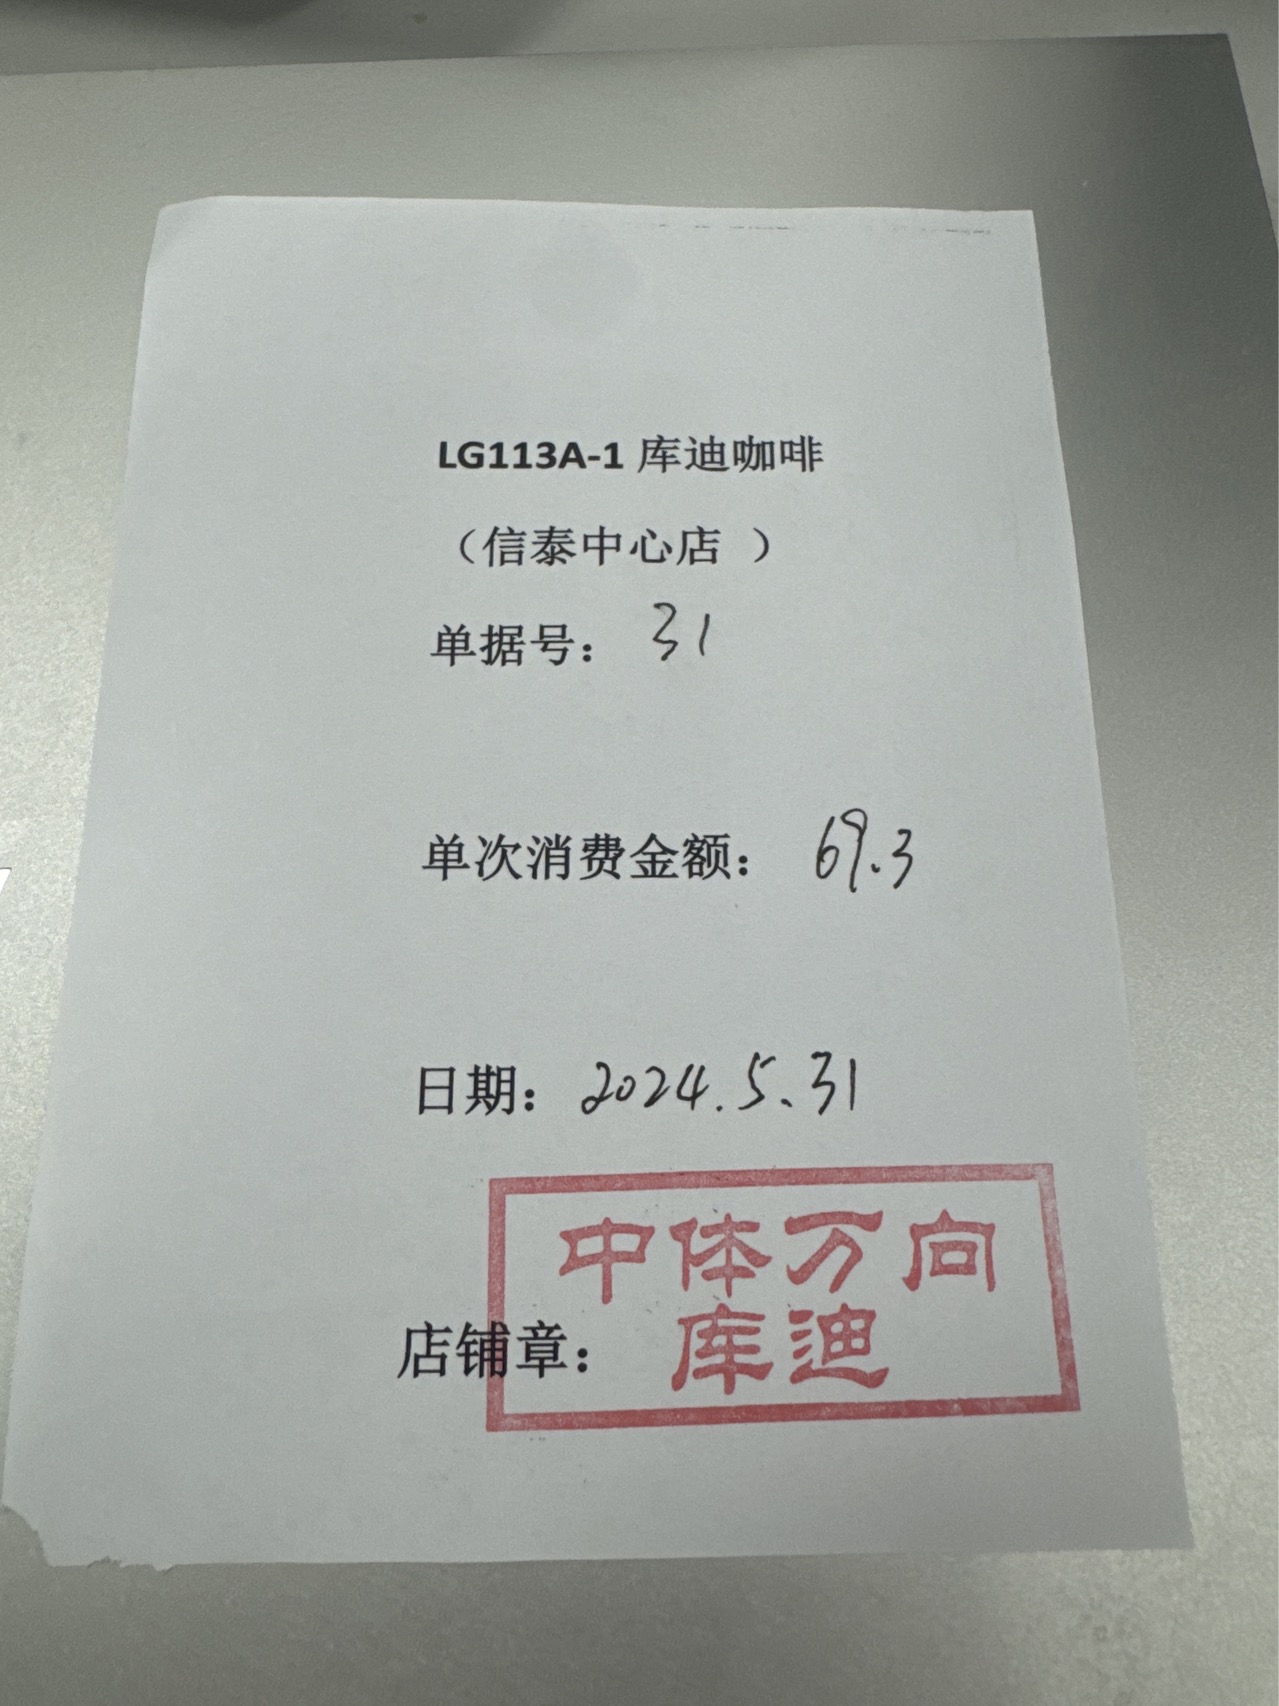 LG113A-1 库迪咖啡
（信泰中心店 ）
单据号： 31
单次消费金额： 69.3
日期：2024.5.31
中体万向
店铺章： 库迪